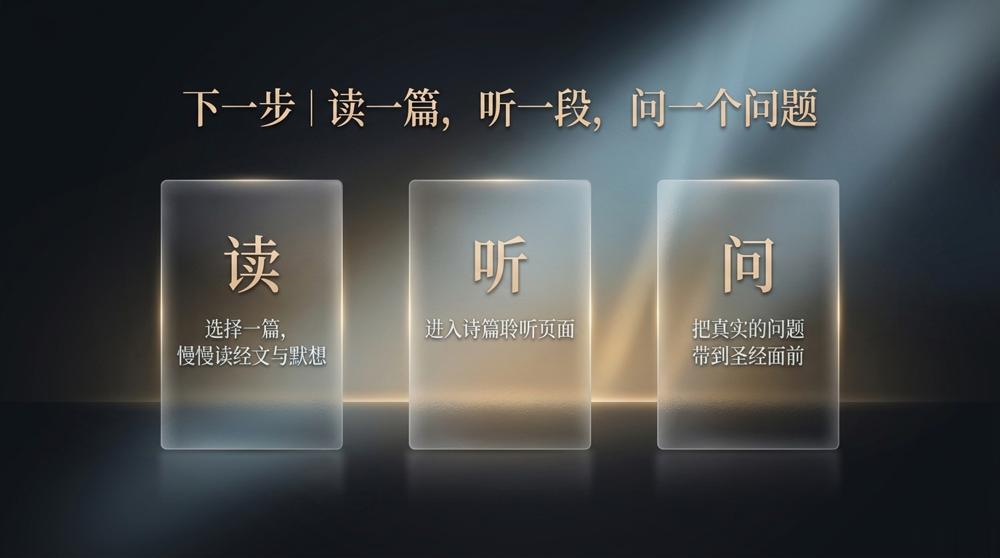 下一步｜读一篇，听一段，问一个问题
读
选择一篇，
慢慢读经文与默想
听
进入诗篇聆听页面
问
把真实的问题
带到圣经面前